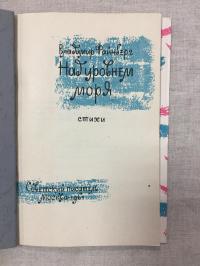 Владимир Файнберг
Над уровнем
моря
стихи
Советский писатель
Москва 1961